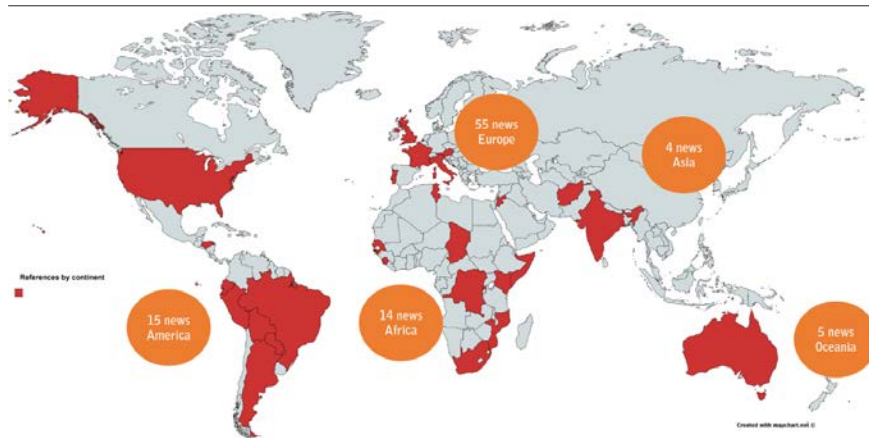 55 news
Europe
4 news
Asia
References by continent
15 news
America
14 news
Africa
5 news
Oceania
Created with mapchart.net ©